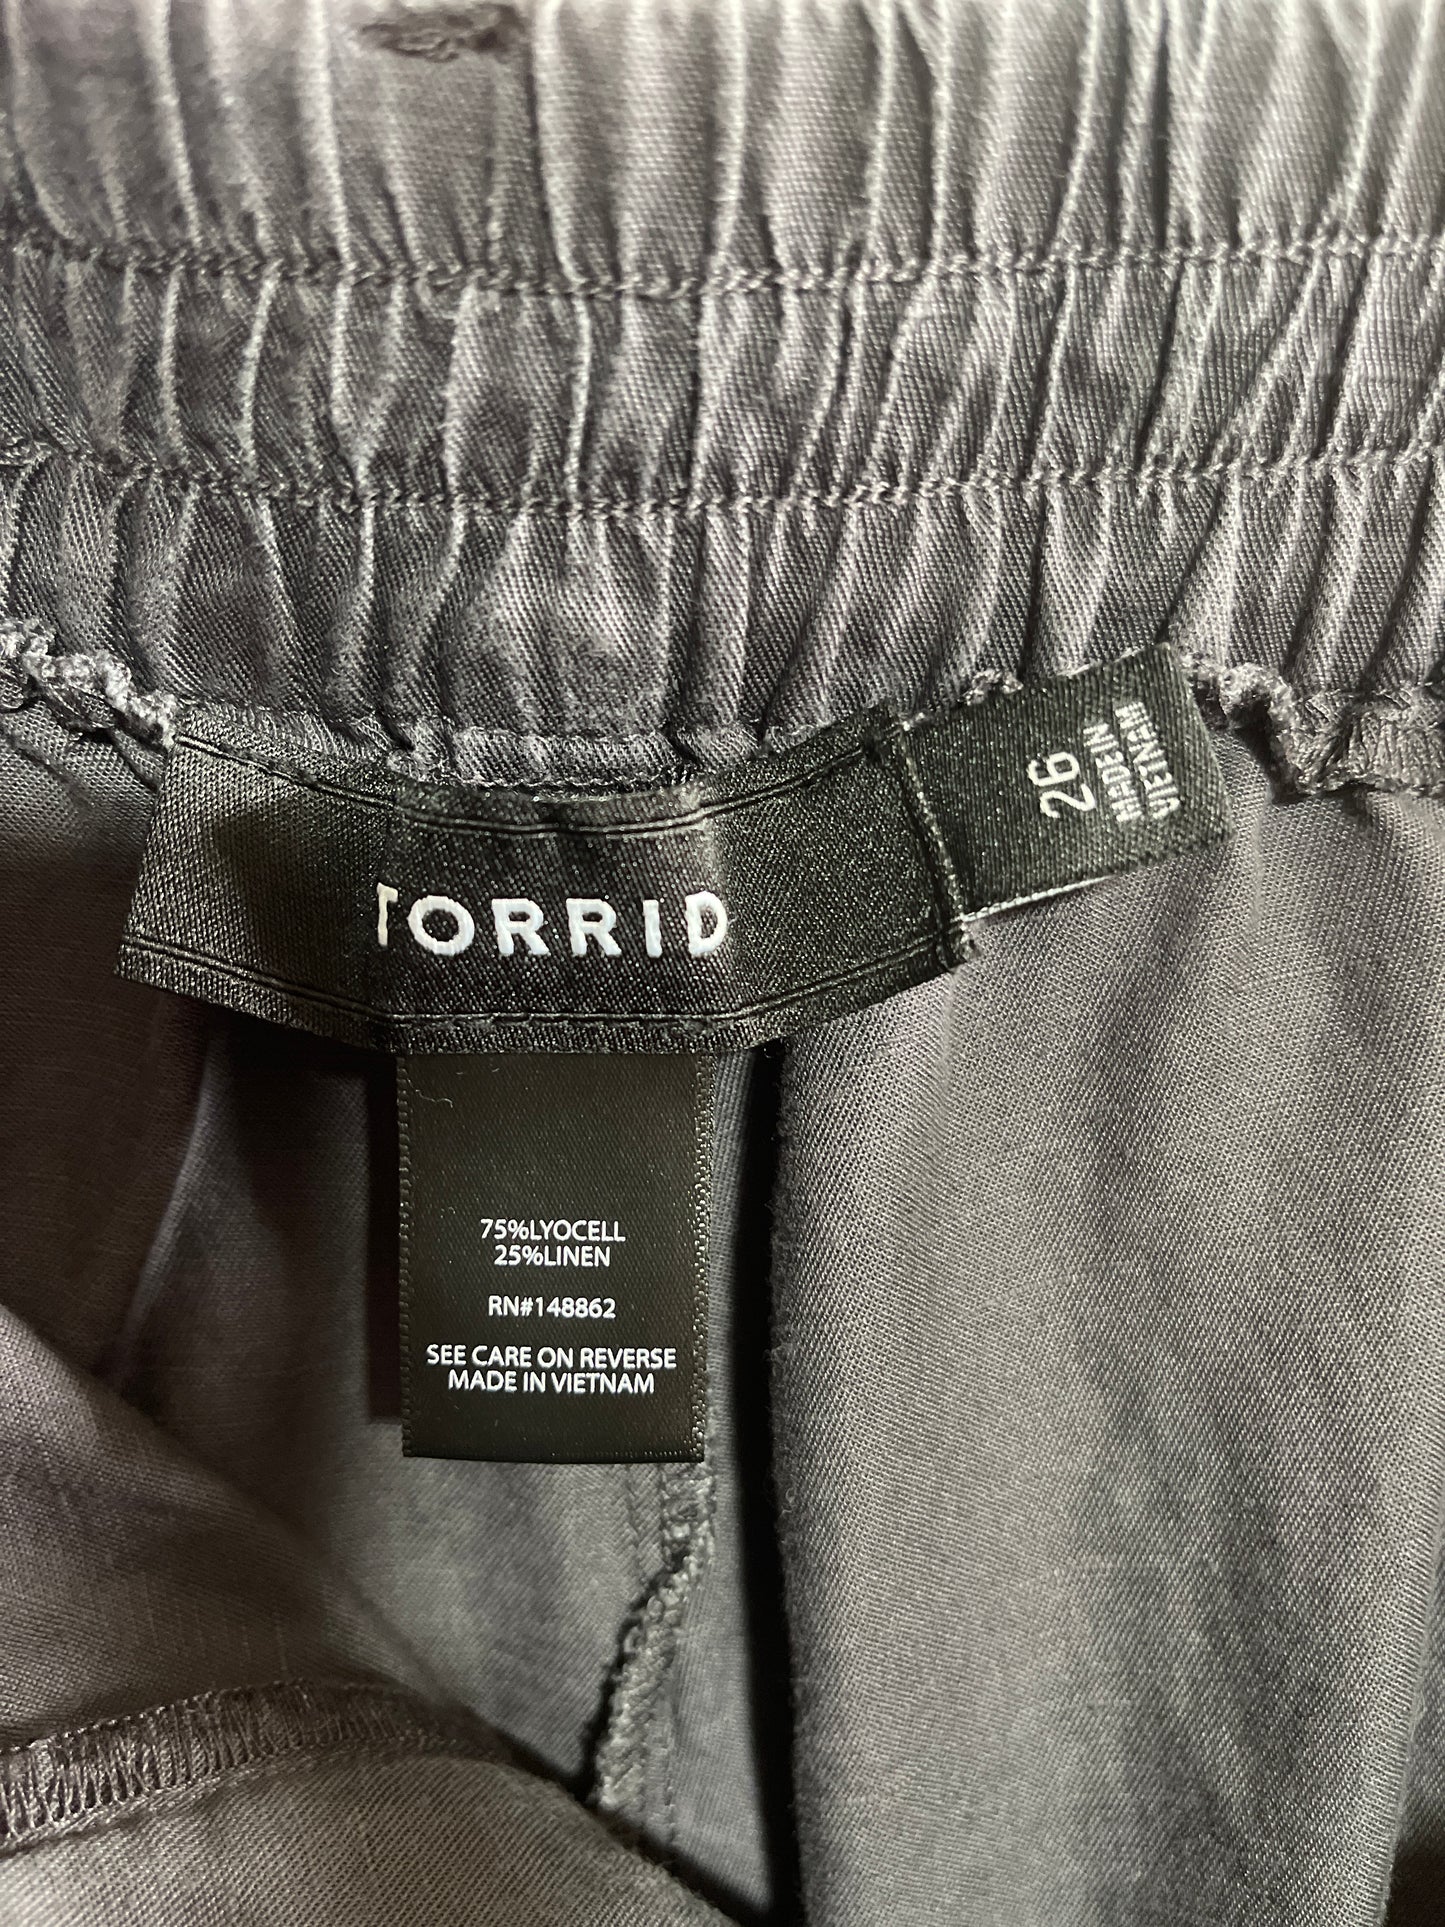 TORRID
26
MADE IN
VIETNAM
75%LYOCELL
25%LINEN
RN#148862
SEE CARE ON REVERSE
MADE IN VIETNAM